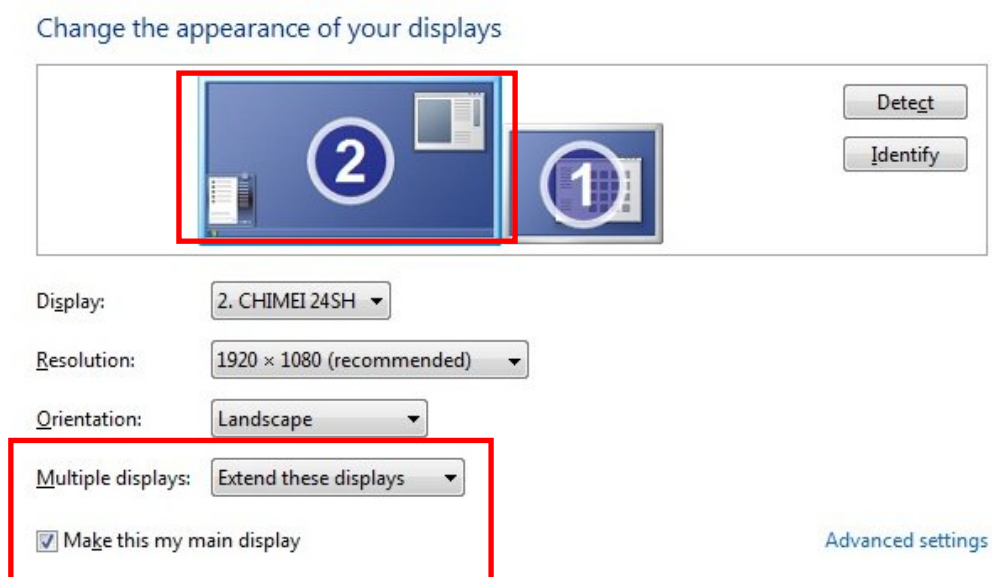 Change the appearance of your displays
2
1
Detect
Identify
Display:
2. CHIMEI 24SH
Resolution:
1920 × 1080 (recommended)
Orientation:
Landscape
Multiple displays:
Extend these displays
Make this my main display
Advanced settings